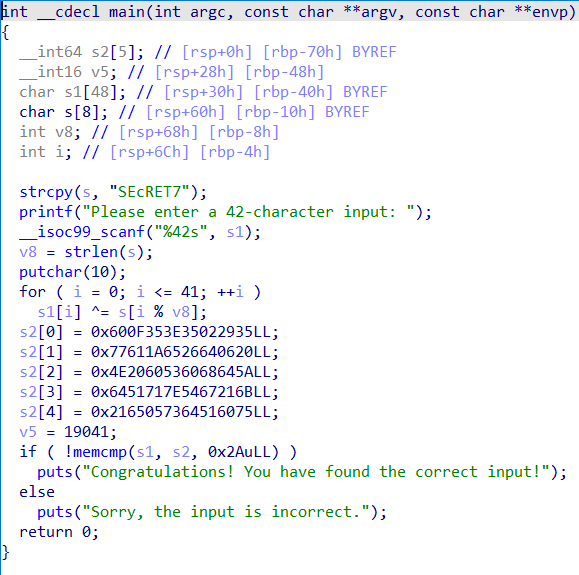 int __cdecl main(int argc, const char **argv, const char **envp)
{
  __int64 s2[5]; // [rsp+0h] [rbp-70h] BYREF
  __int16 v5; // [rsp+28h] [rbp-48h]
  char s1[48]; // [rsp+30h] [rbp-40h] BYREF
  char s[8]; // [rsp+60h] [rbp-10h] BYREF
  int v8; // [rsp+68h] [rbp-8h]
  int i; // [rsp+6Ch] [rbp-4h]

  strcpy(s, "SEcRET7");
  printf("Please enter a 42-character input: ");
  __isoc99_scanf("%42s", s1);
  v8 = strlen(s);
  putchar(10);
  for ( i = 0; i <= 41; ++i )
    s1[i] ^= s[i % v8];
  s2[0] = 0x600F353E35022935LL;
  s2[1] = 0x77611A6526640620LL;
  s2[2] = 0x4E2060536068645ALL;
  s2[3] = 0x6451717E5467216BLL;
  s2[4] = 0x2165057364516075LL;
  v5 = 19041;
  if ( !memcmp(s1, s2, 0x2AuLL) )
    puts("Congratulations! You have found the correct input!");
  else
    puts("Sorry, the input is incorrect.");
  return 0;
}